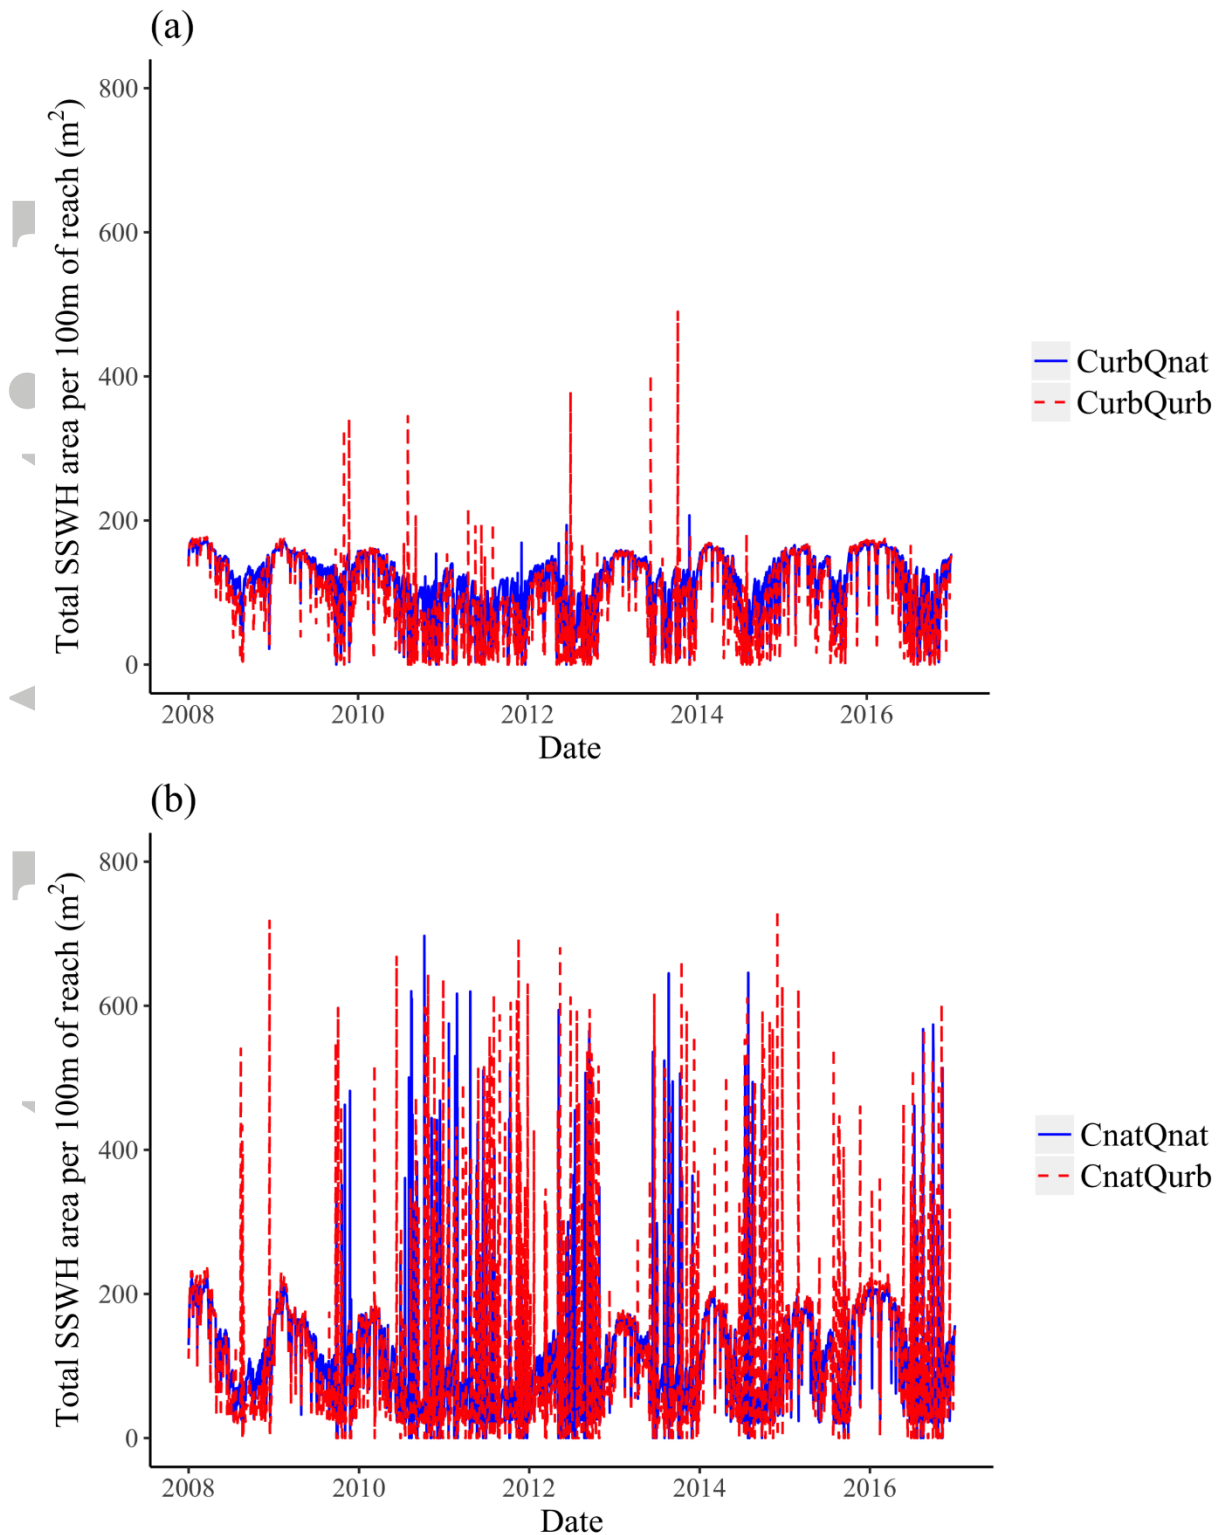 (a)
Total SSWH area per 100m of reach (m²)
800
600
400
200
0
2008 2010 2012 2014 2016
Date
CurbQnat
CurbQurb
(b)
Total SSWH area per 100m of reach (m²)
800
600
400
200
0
2008 2010 2012 2014 2016
Date
CnatQnat
CnatQurb